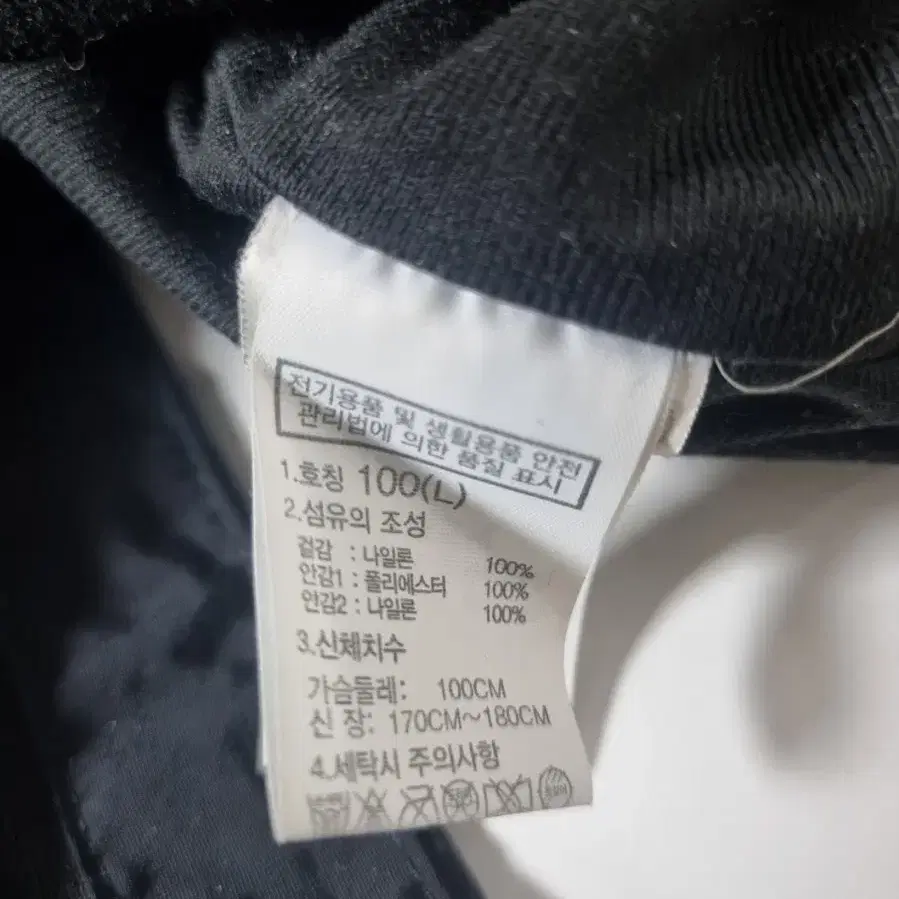 전기용품 및 생활용품 안전
관리법에 의한 품질 표시
1.호칭 100(L)
2.섬유의 조성
겉감 : 나일론 100%
안감1 : 폴리에스터 100%
안감2 : 나일론 100%
3.신체치수
가슴둘레: 100CM
신 장: 170CM~180CM
4.세탁시 주의사항